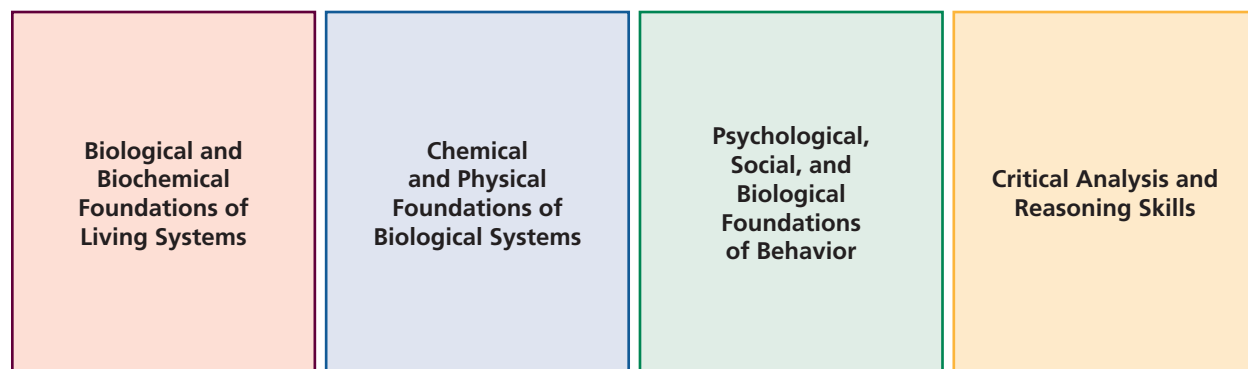 Biological and
Biochemical
Foundations of
Living Systems
Chemical
and Physical
Foundations of
Biological Systems
Psychological,
Social, and
Biological
Foundations
of Behavior
Critical Analysis and
Reasoning Skills